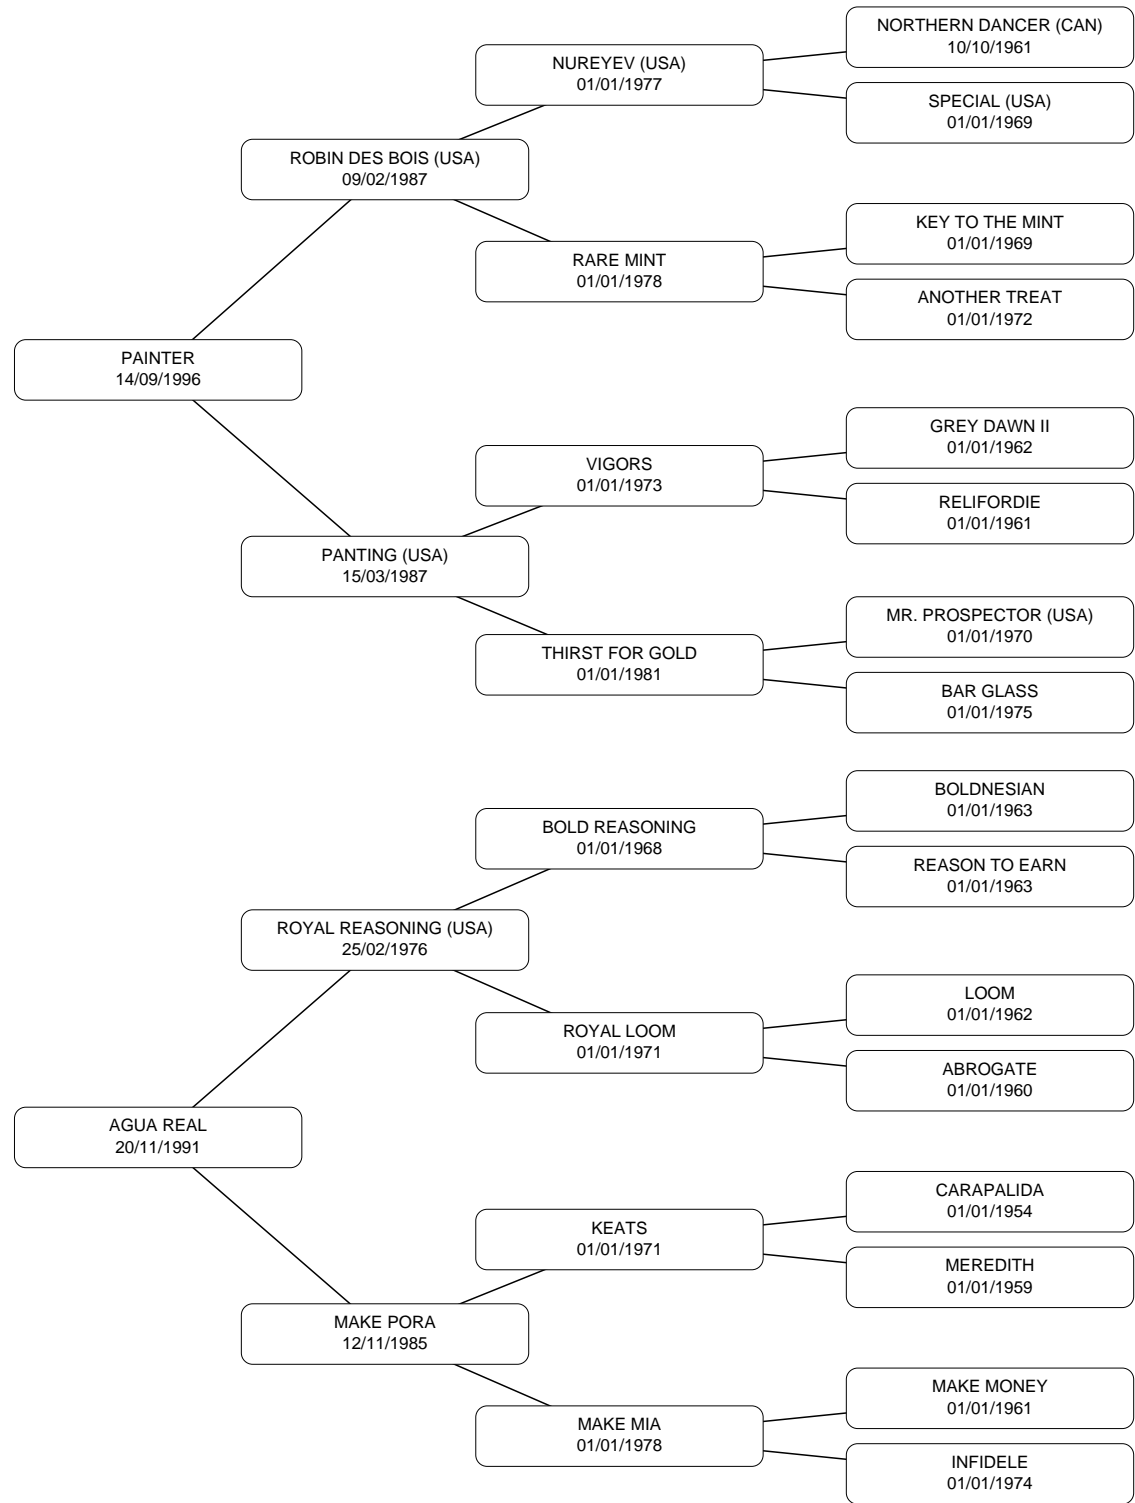 NORTHERN DANCER (CAN)
10/10/1961
NUREYEV (USA)
01/01/1977
SPECIAL (USA)
01/01/1969
ROBIN DES BOIS (USA)
09/02/1987
KEY TO THE MINT
01/01/1969
RARE MINT
01/01/1978
ANOTHER TREAT
01/01/1972
PAINTER
14/09/1996
GREY DAWN II
01/01/1962
VIGORS
01/01/1973
RELIFORDIE
01/01/1961
PANTING (USA)
15/03/1987
MR. PROSPECTOR (USA)
01/01/1970
THIRST FOR GOLD
01/01/1981
BAR GLASS
01/01/1975
BOLDNESIAN
01/01/1963
BOLD REASONING
01/01/1968
REASON TO EARN
01/01/1963
ROYAL REASONING (USA)
25/02/1976
LOOM
01/01/1962
ROYAL LOOM
01/01/1971
ABROGATE
01/01/1960
AGUA REAL
20/11/1991
CARAPALIDA
01/01/1954
KEATS
01/01/1971
MEREDITH
01/01/1959
MAKE PORA
12/11/1985
MAKE MONEY
01/01/1961
MAKE MIA
01/01/1978
INFIDELE
01/01/1974